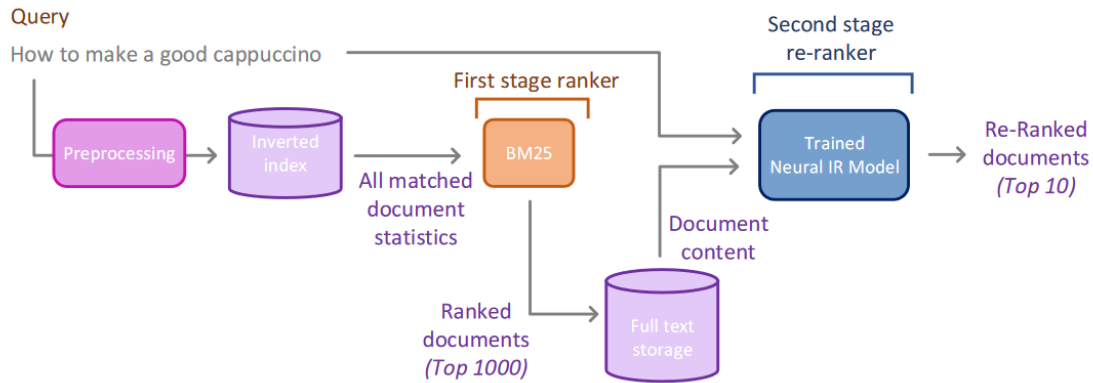 Query
How to make a good cappuccino
Preprocessing
Inverted
index
All matched
document
statistics
First stage ranker
BM25
Ranked
documents
(Top 1000)
Full text
storage
Document
content
Second stage
re-ranker
Trained
Neural IR Model
Re-Ranked
documents
(Top 10)